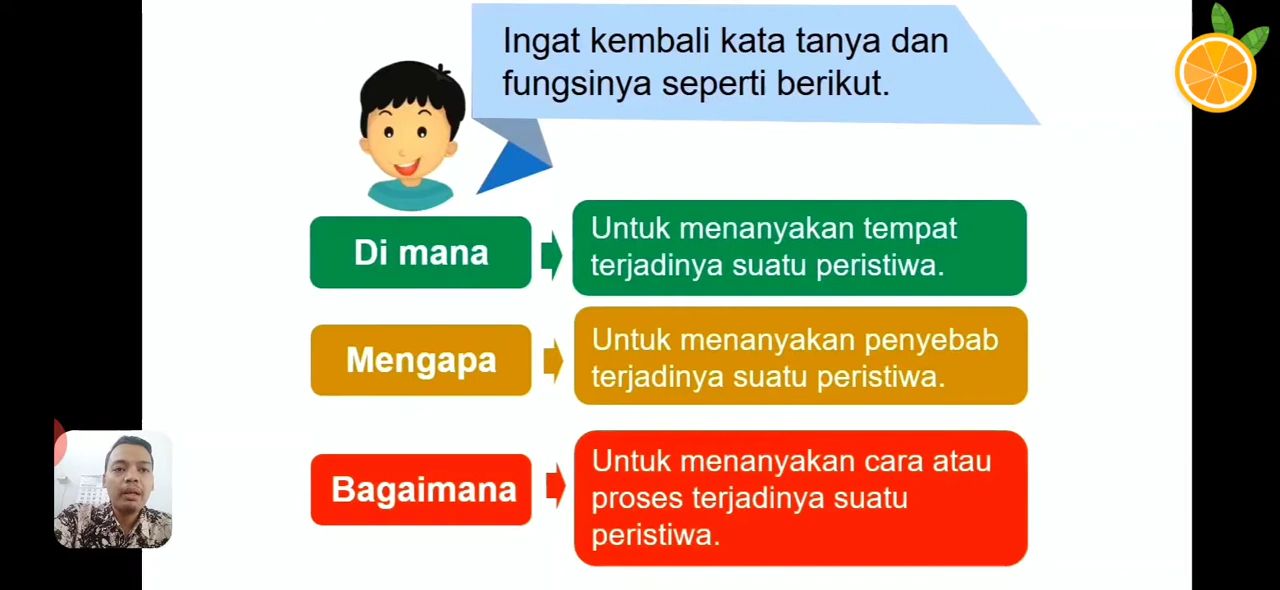 Ingat kembali kata tanya dan
fungsinya seperti berikut.
Di mana
Untuk menanyakan tempat
terjadinya suatu peristiwa.
Mengapa
Untuk menanyakan penyebab
terjadinya suatu peristiwa.
Bagaimana
Untuk menanyakan cara atau
proses terjadinya suatu
peristiwa.